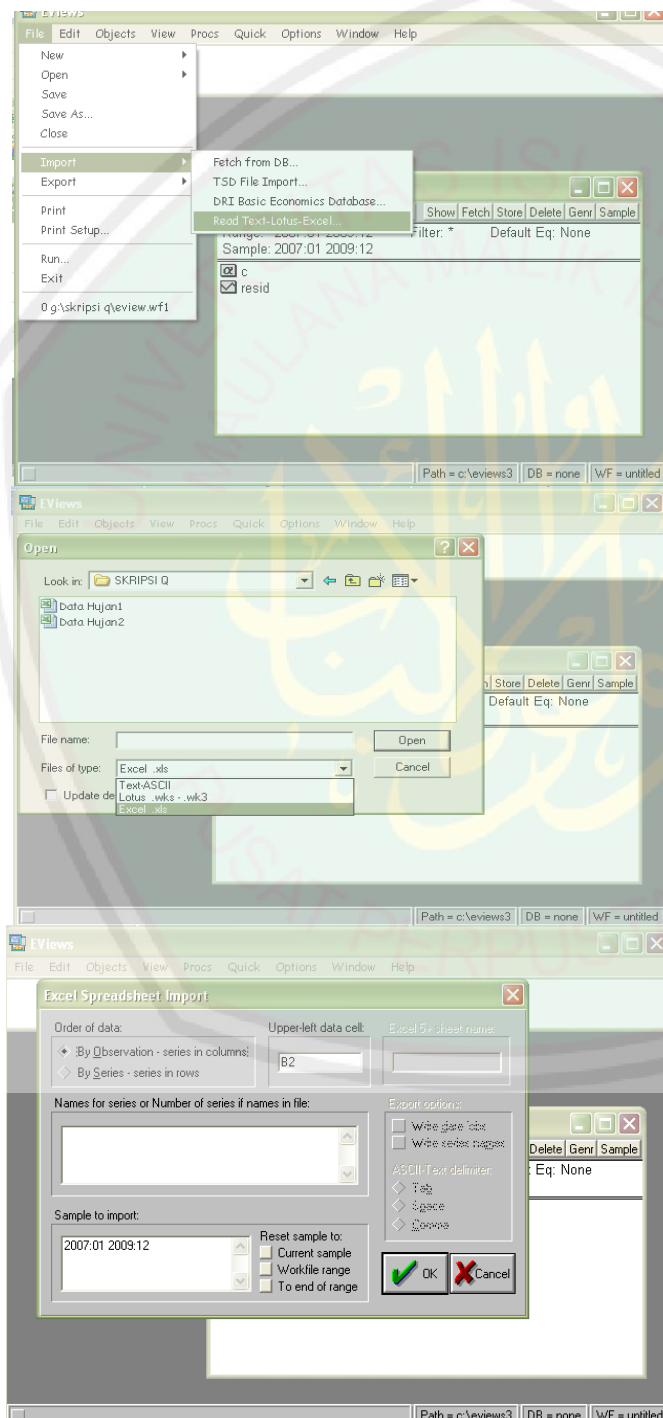 EViews
File Edit Objects View Procs Quick Options Window Help
New
Open
Save
Save As...
Close
Import
Export
Print
Print Setup...
Run...
Exit
0 g:\skripsi q\eview.wf1
Fetch from DB...
TSD File Import...
DRI Basic Economics Database...
Read Text-Lotus-Excel...
Show Fetch Store Delete Genr Sample
Range: 2007:01 2009:12 Filter: * Default Eq: None
Sample: 2007:01 2009:12
c
resid
Path = c:\eviews3 DB = none WF = untitled
EViews
File Edit Objects View Procs Quick Options Window Help
Open
Look in: SKRIPSI Q
Data Hujan1
Data Hujan2
Store Delete Genr Sample
Default Eq: None
File name: Open
Files of type: Excel .xls Cancel
Text-ASCII
Update de Lotus .wks - .wk3
Excel .xls
Path = c:\eviews3 DB = none WF = untitled
EViews
File Edit Objects View Procs Quick Options Window Help
Excel Spreadsheet Import
Order of data: Upper-left data cell: Excel 5+ sheet name:
By Observation - series in columns
B2
By Series - series in rows
Names for series or Number of series if names in file: Export options:
Write date/obs
Write series names
Delete Genr Sample
ASCII-Text delimiter:
Eq: None
Tab
Space
Comma
Sample to import:
2007:01 2009:12
Reset sample to:
Current sample
Workfile range
To end of range
OK Cancel
Path = c:\eviews3 DB = none WF = untitled